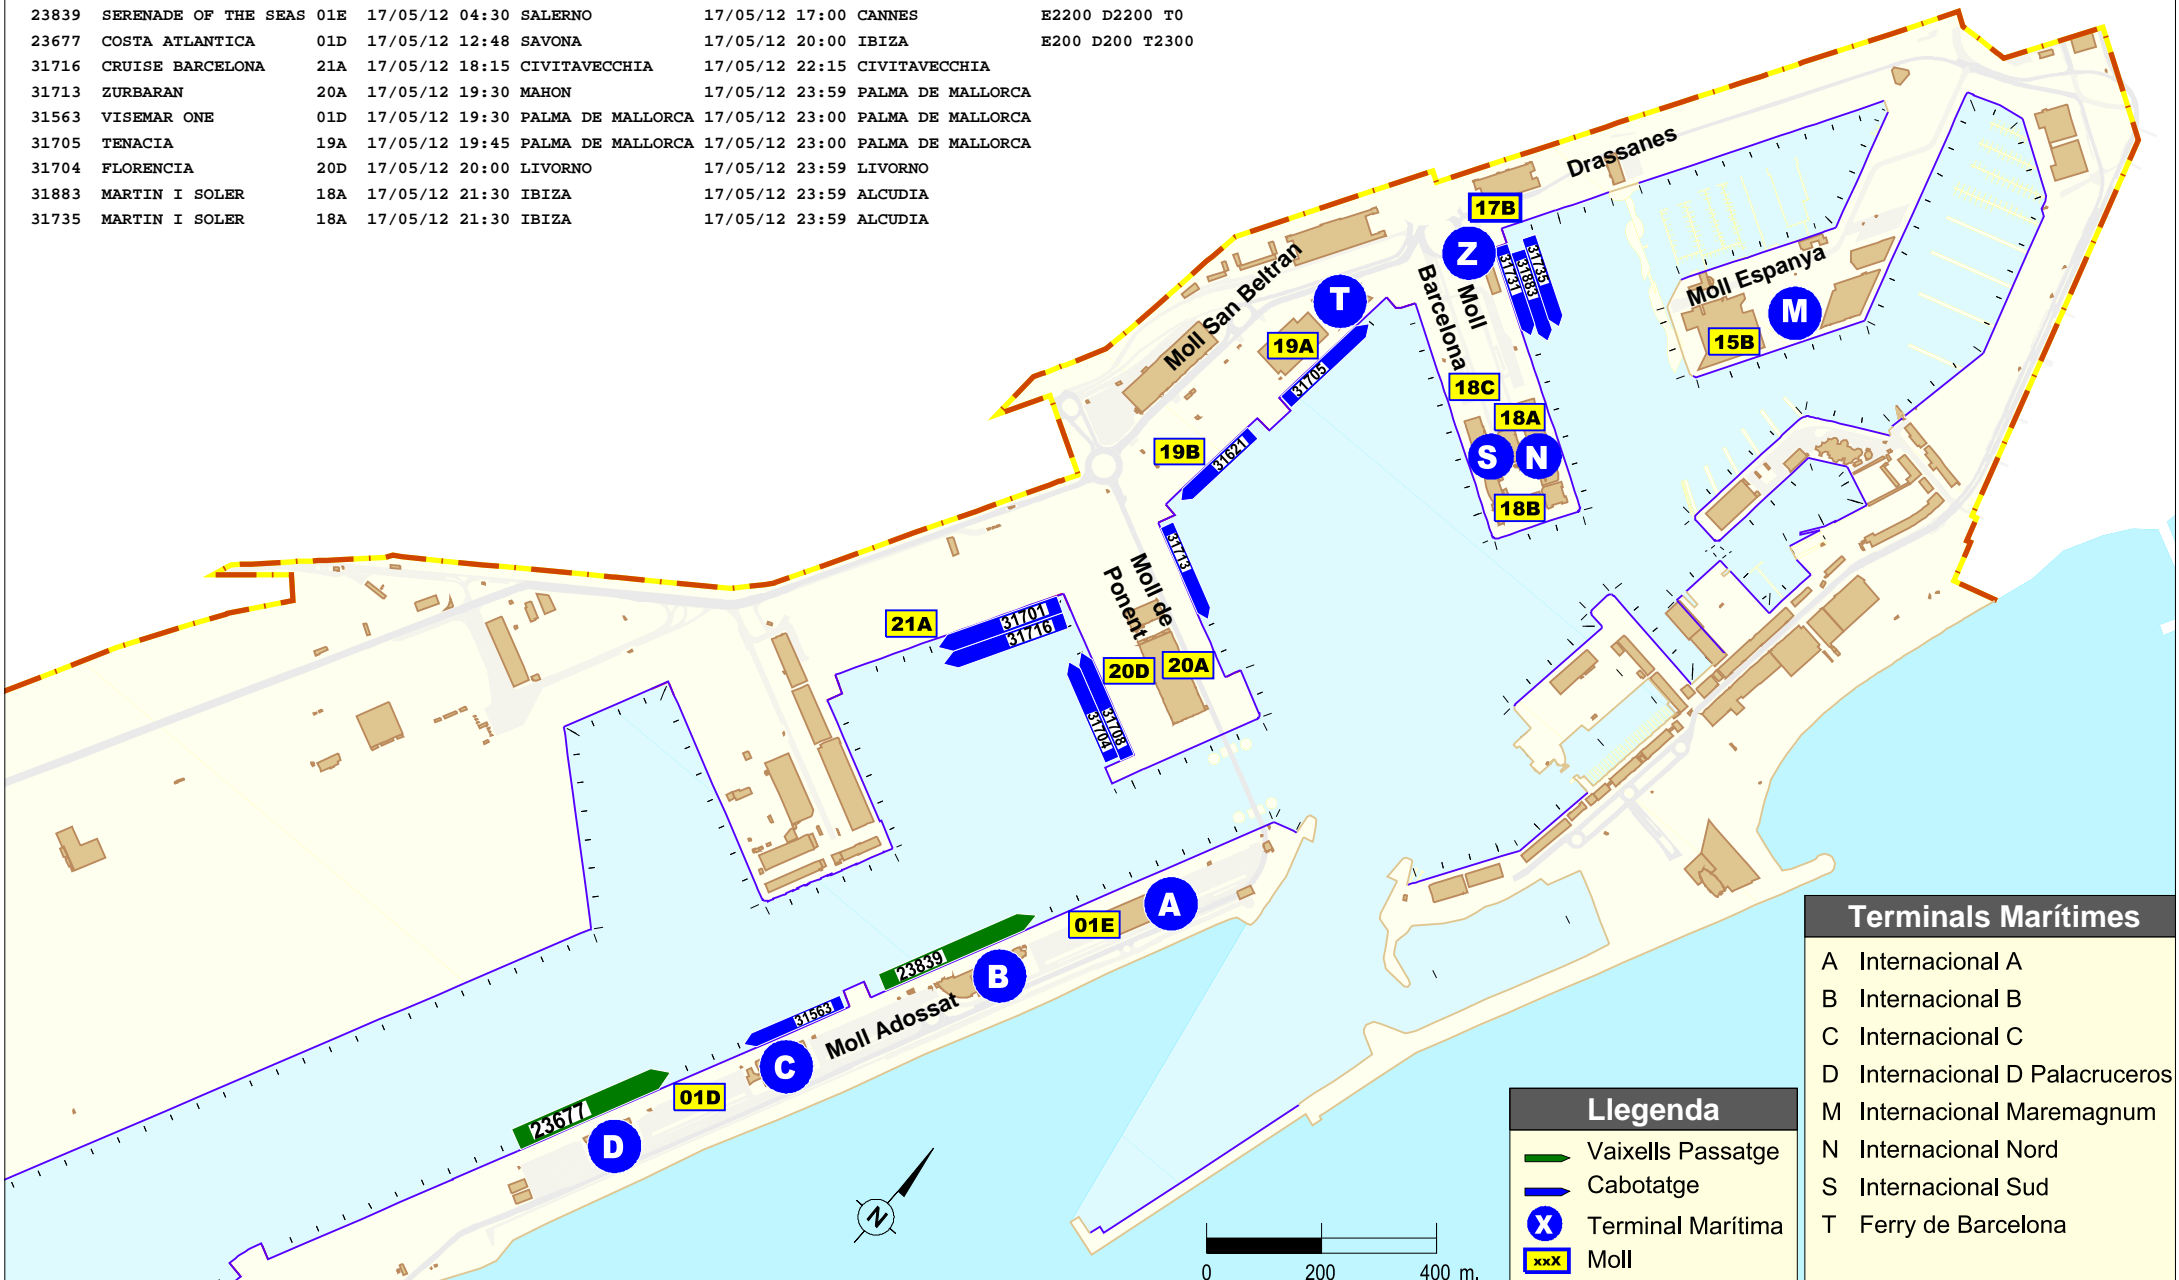 23839 SERENADE OF THE SEAS 01E 17/05/12 04:30 SALERNO 17/05/12 17:00 CANNES E2200 D2200 T0
23677 COSTA ATLANTICA 01D 17/05/12 12:48 SAVONA 17/05/12 20:00 IBIZA E200 D200 T2300
31716 CRUISE BARCELONA 21A 17/05/12 18:15 CIVITAVECCHIA 17/05/12 22:15 CIVITAVECCHIA
31713 ZURBARAN 20A 17/05/12 19:30 MAHON 17/05/12 23:59 PALMA DE MALLORCA
31563 VISEMAR ONE 01D 17/05/12 19:30 PALMA DE MALLORCA 17/05/12 23:00 PALMA DE MALLORCA
31705 TENACIA 19A 17/05/12 19:45 PALMA DE MALLORCA 17/05/12 23:00 PALMA DE MALLORCA
31704 FLORENCIA 20D 17/05/12 20:00 LIVORNO 17/05/12 23:59 LIVORNO
31883 MARTIN I SOLER 18A 17/05/12 21:30 IBIZA 17/05/12 23:59 ALCUDIA
31735 MARTIN I SOLER 18A 17/05/12 21:30 IBIZA 17/05/12 23:59 ALCUDIA
Drassanes
17B
Z
31731
31883
31735
Moll San Beltran
T
Moll
Barcelona
Moll Espanya
M
15B
19A
31705
18C
18A
S
N
18B
19B
31621
31713
Moll de
Ponent
21A
31701
31716
20D
20A
31704
31708
A
01E
23839
B
Moll Adossat
31563
C
01D
23677
D
N
0 200 400 m.
Llegenda
Vaixells Passatge
Cabotatge
X Terminal Marítima
xxX Moll
Terminals Marítimes
A Internacional A
B Internacional B
C Internacional C
D Internacional D Palacruceros
M Internacional Maremagnum
N Internacional Nord
S Internacional Sud
T Ferry de Barcelona